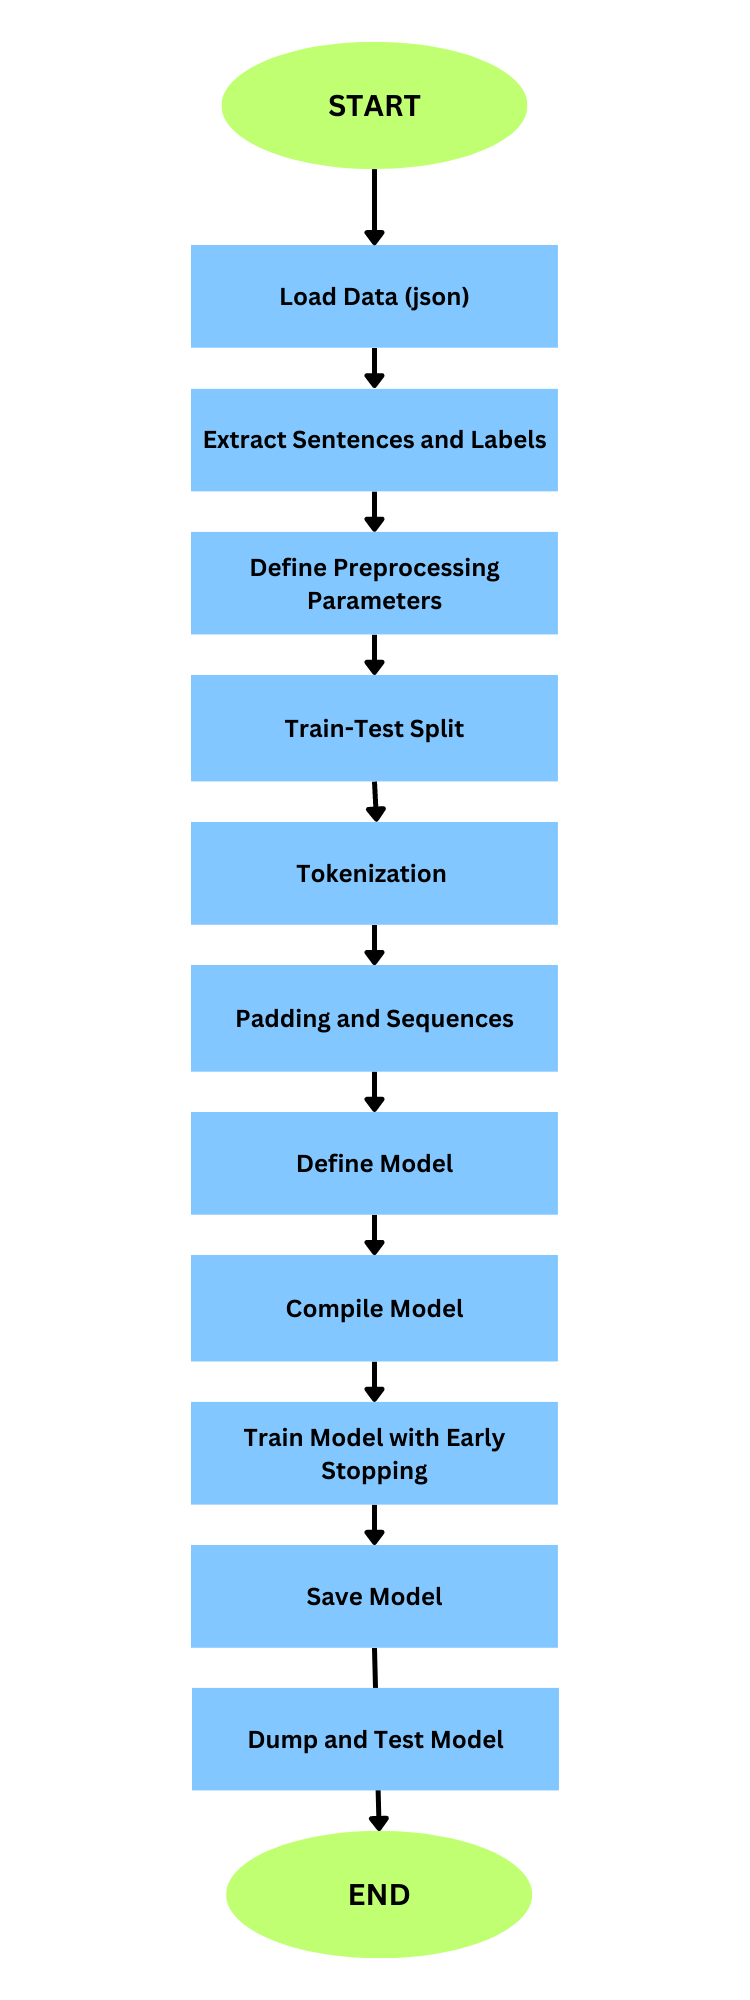 START
Load Data (json)
Extract Sentences and Labels
Define Preprocessing
Parameters
Train-Test Split
Tokenization
Padding and Sequences
Define Model
Compile Model
Train Model with Early
Stopping
Save Model
Dump and Test Model
END